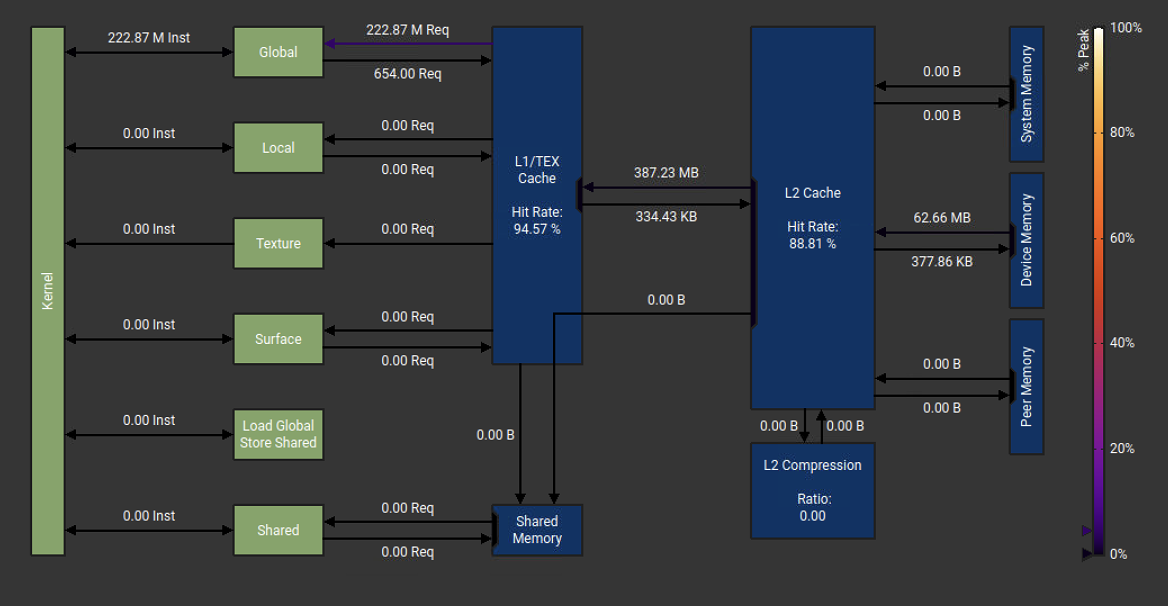 Kernel
222.87 M Inst
Global
222.87 M Req
654.00 Req
0.00 Inst
Local
0.00 Req
0.00 Req
0.00 Inst
Texture
0.00 Req
0.00 Inst
Surface
0.00 Req
0.00 Req
0.00 Inst
Load Global
Store Shared
0.00 Inst
Shared
0.00 Req
0.00 Req
L1/TEX
Cache
Hit Rate:
94.57 %
0.00 B
Shared
Memory
387.23 MB
334.43 KB
0.00 B
L2 Cache
Hit Rate:
88.81 %
0.00 B
0.00 B
L2 Compression
Ratio:
0.00
0.00 B
0.00 B
System Memory
62.66 MB
377.86 KB
Device Memory
0.00 B
0.00 B
Peer Memory
% Peak
100%
80%
60%
40%
20%
0%